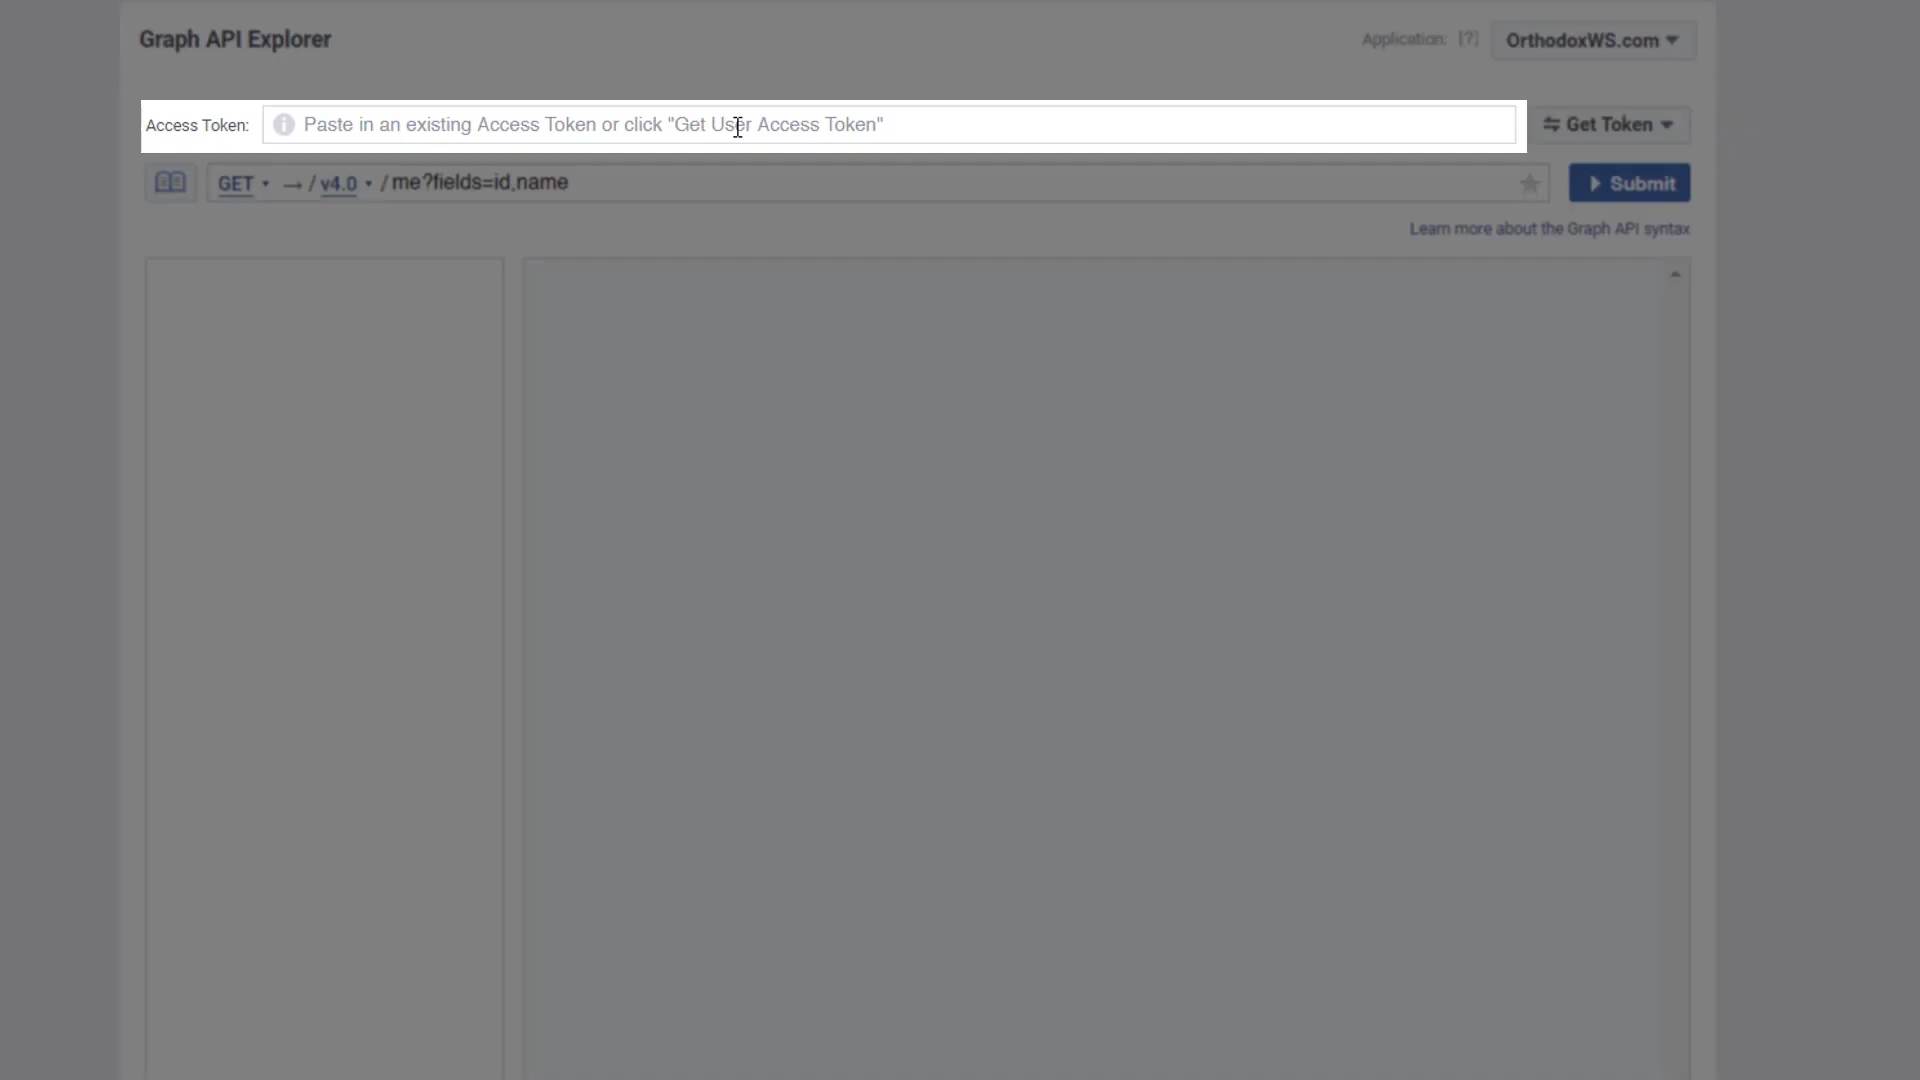 Graph API Explorer
Application: [?] OrthodoxWS.com
Access Token: Paste in an existing Access Token or click "Get User Access Token" Get Token
GET → / v4.0 / me?fields=id,name Submit
Learn more about the Graph API syntax